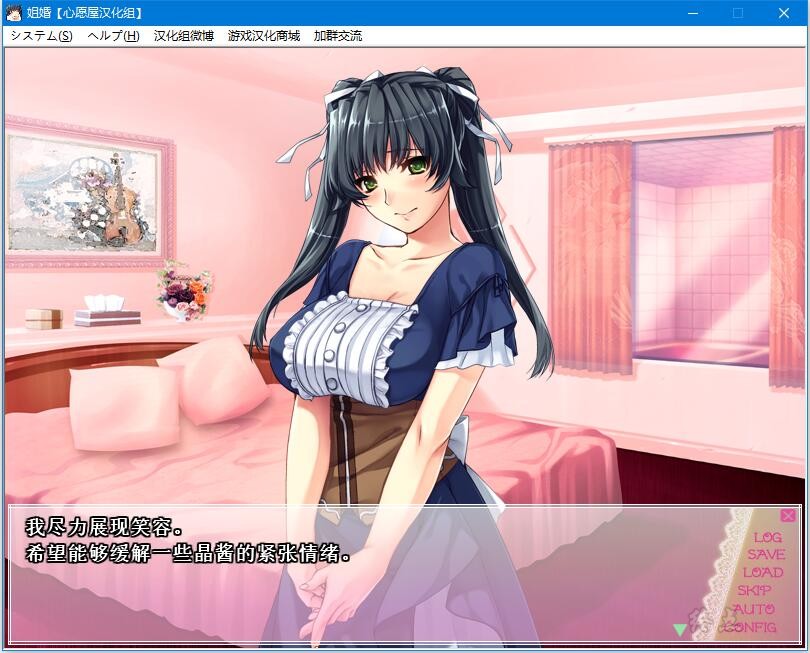 姐婚【心愿屋汉化组】
システム(S) ヘルプ(H) 汉化组微博 游戏汉化商城 加群交流
我尽力展现笑容。
希望能够缓解一些晶酱的紧张情绪。
LOG
SAVE
LOAD
SKIP
AUTO
CONFIG